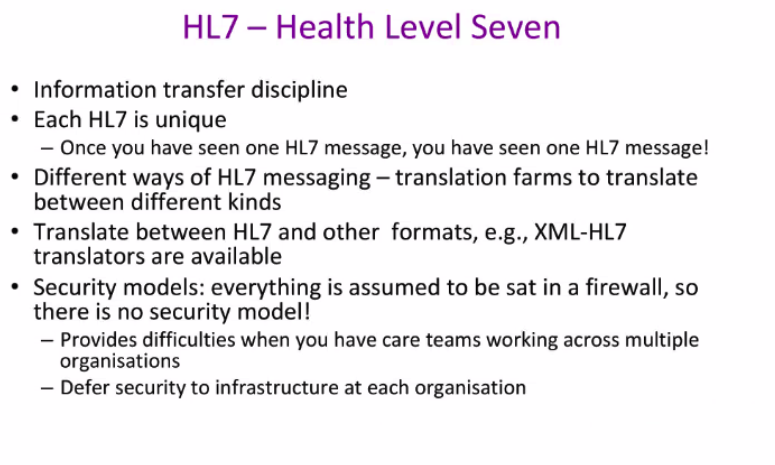 HL7 – Health Level Seven
• Information transfer discipline
• Each HL7 is unique
– Once you have seen one HL7 message, you have seen one HL7 message!
• Different ways of HL7 messaging – translation farms to translate
between different kinds
• Translate between HL7 and other formats, e.g., XML-HL7
translators are available
• Security models: everything is assumed to be sat in a firewall, so
there is no security model!
– Provides difficulties when you have care teams working across multiple
organisations
– Defer security to infrastructure at each organisation